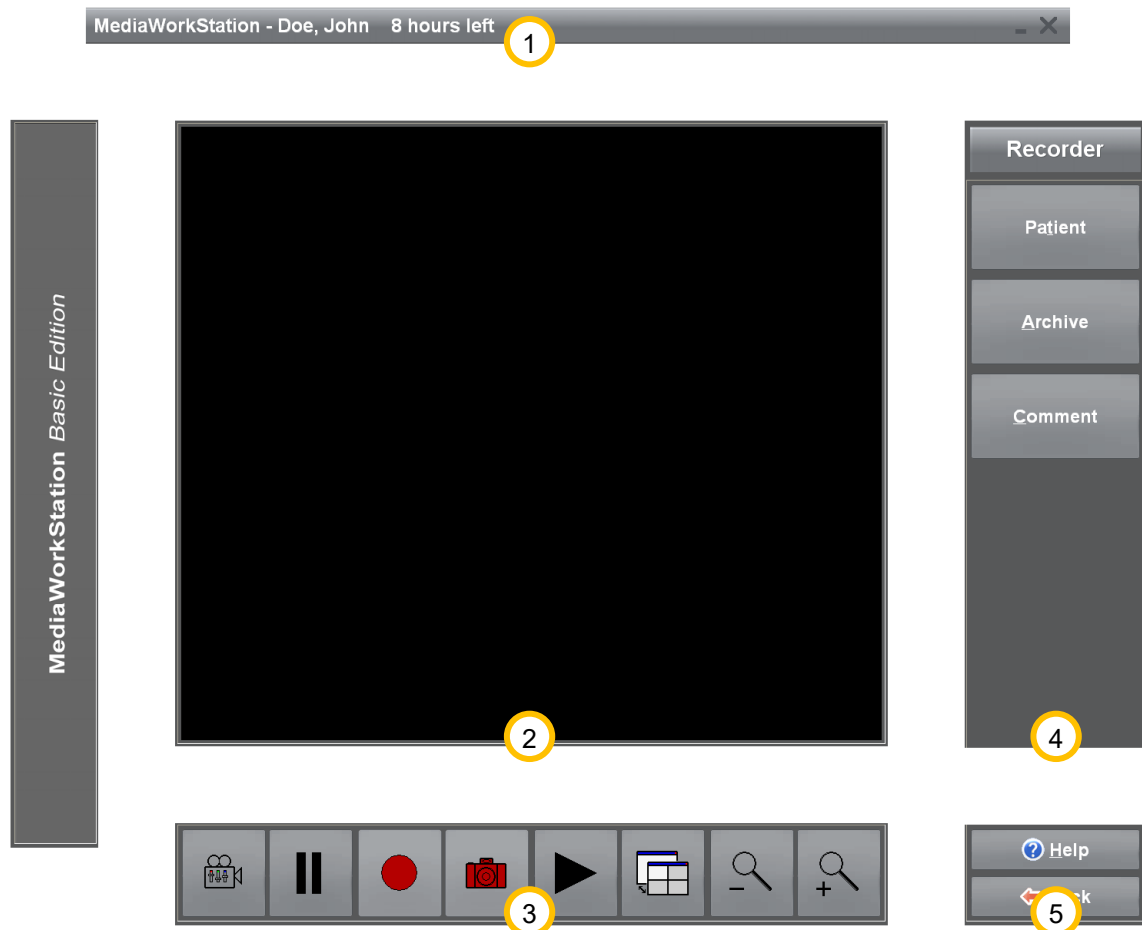 MediaWorkStation - Doe, John 8 hours left
1
MediaWorkStation Basic Edition
2
Recorder
Patient
Archive
Comment
4
3
Help
5